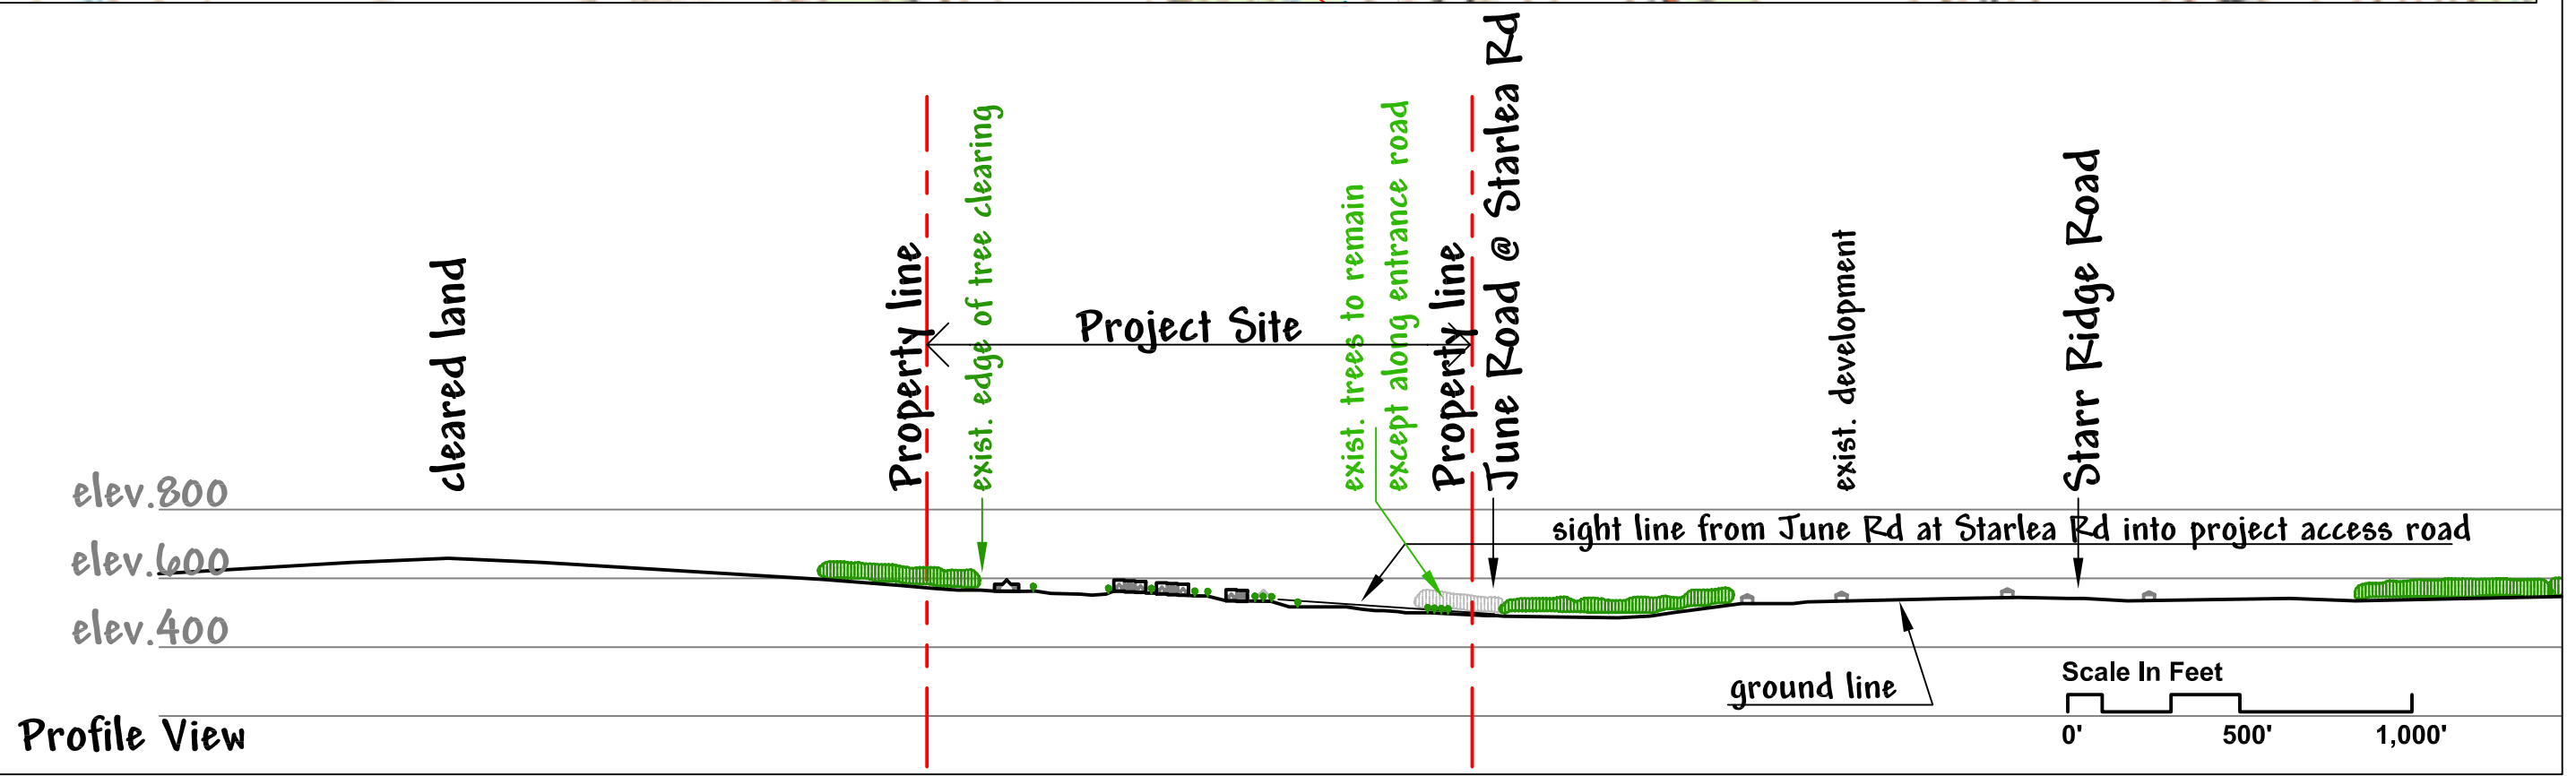 cleared land
Property line
exist. edge of tree clearing
Project Site
exist. trees to remain
except along entrance road
Property line
June Road @ Starlea Rd
exist. development
Starr Ridge Road
elev.800
sight line from June Rd at Starlea Rd into project access road
elev.600
elev.400
ground line
Scale In Feet
0' 500' 1,000'
Profile View